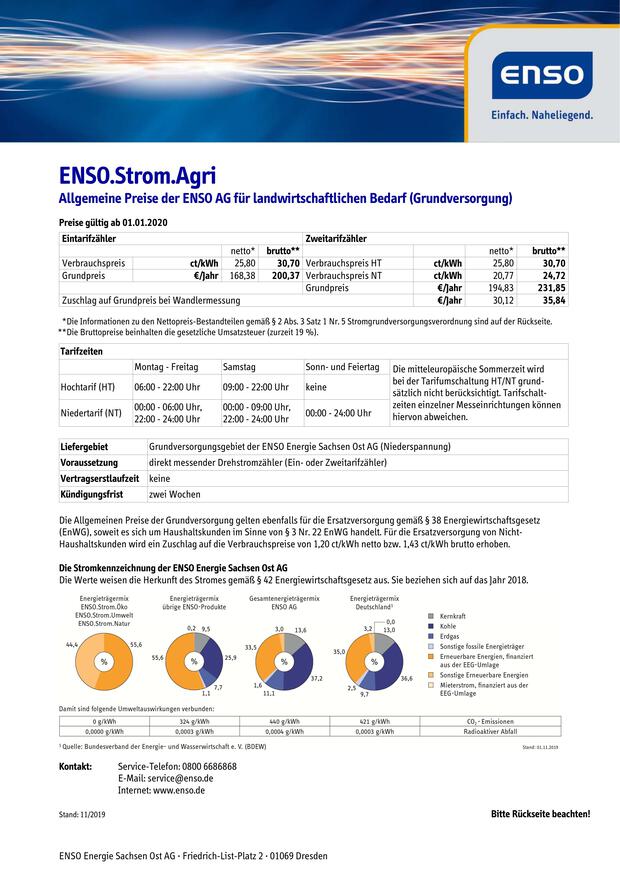 ENSO
Einfach. Naheliegend.
ENSO.Strom.Agri
Allgemeine Preise der ENSO AG für landwirtschaftlichen Bedarf (Grundversorgung)
Preise gültig ab 01.01.2020
Eintarifzähler Zweitarifzähler
netto* brutto** netto* brutto**
Verbrauchspreis ct/kWh 25,80 30,70 Verbrauchspreis HT ct/kWh 25,80 30,70
Grundpreis €/Jahr 168,38 200,37 Verbrauchspreis NT ct/kWh 20,77 24,72
Grundpreis €/Jahr 194,83 231,85
Zuschlag auf Grundpreis bei Wandlermessung €/Jahr 30,12 35,84
*Die Informationen zu den Nettopreis-Bestandteilen gemäß § 2 Abs. 3 Satz 1 Nr. 5 Stromgrundversorgungsverordnung sind auf der Rückseite.
**Die Bruttopreise beinhalten die gesetzliche Umsatzsteuer (zurzeit 19 %).
Tarifzeiten
Montag - Freitag Samstag Sonn- und Feiertag
Hochtarif (HT) 06:00 - 22:00 Uhr 09:00 - 22:00 Uhr keine
Niedertarif (NT) 00:00 - 06:00 Uhr, 00:00 - 09:00 Uhr, 00:00 - 24:00 Uhr
22:00 - 24:00 Uhr 22:00 - 24:00 Uhr
Die mitteleuropäische Sommerzeit wird
bei der Tarifumschaltung HT/NT grund-
sätzlich nicht berücksichtigt. Tarifschalt-
zeiten einzelner Messeinrichtungen können
hiervon abweichen.
Liefergebiet Grundversorgungsgebiet der ENSO Energie Sachsen Ost AG (Niederspannung)
Voraussetzung direkt messender Drehstromzähler (Ein- oder Zweitarifzähler)
Vertragserstlaufzeit keine
Kündigungsfrist zwei Wochen
Die Allgemeinen Preise der Grundversorgung gelten ebenfalls für die Ersatzversorgung gemäß § 38 Energiewirtschaftsgesetz
(EnWG), soweit es sich um Haushaltskunden im Sinne von § 3 Nr. 22 EnWG handelt. Für die Ersatzversorgung von Nicht-
Haushaltskunden wird ein Zuschlag auf die Verbrauchspreise von 1,20 ct/kWh netto bzw. 1,43 ct/kWh brutto erhoben.
Die Stromkennzeichnung der ENSO Energie Sachsen Ost AG
Die Werte weisen die Herkunft des Stromes gemäß § 42 Energiewirtschaftsgesetz aus. Sie beziehen sich auf das Jahr 2018.
Energieträgermix
ENSO.Strom.Öko
ENSO.Strom.Umwelt
ENSO.Strom.Natur
44,4 55,6
%
Energieträgermix
übrige ENSO-Produkte
0,2 9,5
55,6 25,9
%
7,7
1,1
Gesamtenergieträgermix
ENSO AG
3,0 13,6
33,5
%
37,2
1,6
11,1
Energieträgermix
Deutschland¹
0,0
3,2 13,0
35,0
%
36,6
2,5
9,7
Kernkraft
Kohle
Erdgas
Sonstige fossile Energieträger
Erneuerbare Energien, finanziert
aus der EEG-Umlage
Sonstige Erneuerbare Energien
Mieterstrom, finanziert aus der
EEG-Umlage
Damit sind folgende Umweltauswirkungen verbunden:
0 g/kWh 324 g/kWh 440 g/kWh 421 g/kWh CO₂-Emissionen
0,0000 g/kWh 0,0003 g/kWh 0,0004 g/kWh 0,0003 g/kWh Radioaktiver Abfall
¹ Quelle: Bundesverband der Energie- und Wasserwirtschaft e. V. (BDEW) Stand: 01.11.2019
Kontakt: Service-Telefon: 0800 6686868
E-Mail: service@enso.de
Internet: www.enso.de
Stand: 11/2019 Bitte Rückseite beachten!
ENSO Energie Sachsen Ost AG · Friedrich-List-Platz 2 · 01069 Dresden